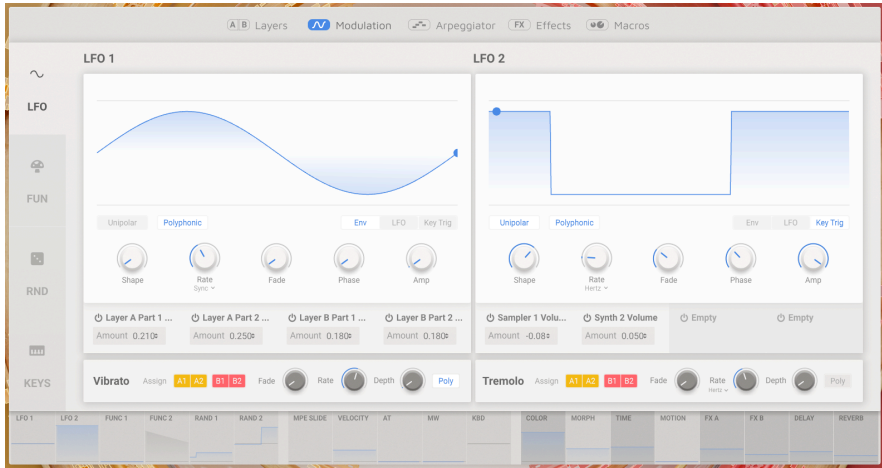 A B Layers Modulation Arpeggiator FX Effects Macros
LFO 1 LFO 2
LFO
FUN
RND
KEYS
Unipolar Polyphonic Env LFO Key Trig
Shape Rate Fade Phase Amp
Sync
Layer A Part 1 ... Layer A Part 2 ... Layer B Part 1 ... Layer B Part 2 ...
Amount 0.210 Amount 0.250 Amount 0.180 Amount 0.180
Unipolar Polyphonic Env LFO Key Trig
Shape Rate Fade Phase Amp
Hertz
Sampler 1 Volu... Synth 2 Volume Empty Empty
Amount -0.08 Amount 0.050
Vibrato Assign A1 A2 B1 B2 Fade Rate Depth Poly
Tremolo Assign A1 A2 B1 B2 Fade Rate Depth Poly
Hertz
LFO 1 LFO 2 FUNC 1 FUNC 2 RAND 1 RAND 2 MPE SLIDE VELOCITY AT MW KBD COLOR MORPH TIME MOTION FX A FX B DELAY REVERB